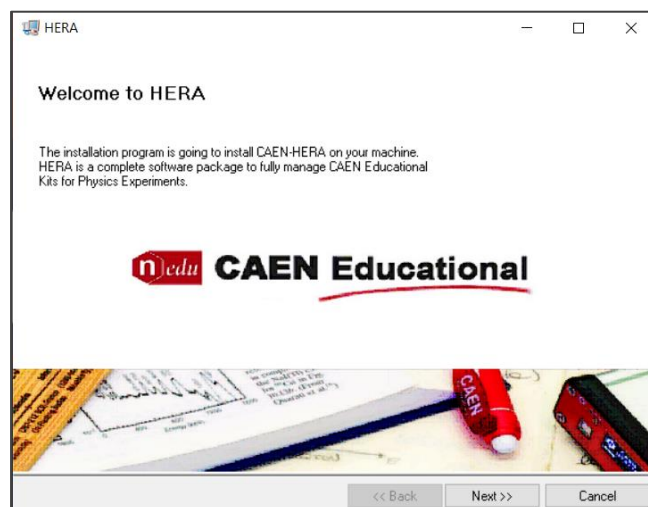 HERA
Welcome to HERA
The installation program is going to install CAEN-HERA on your machine.
HERA is a complete software package to fully manage CAEN Educational
Kits for Physics Experiments.
n edu CAEN Educational
CAEN
<< Back Next >> Cancel